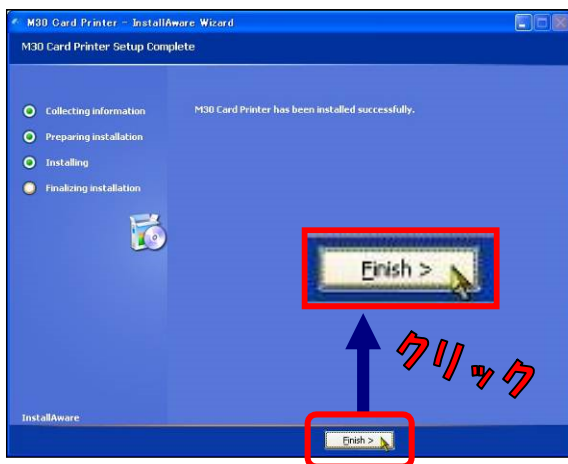 M30 Card Printer - InstallAware Wizard
M30 Card Printer Setup Complete
Collecting information
M30 Card Printer has been installed successfully.
Preparing installation
Installing
Finalizing installation
Finish >
クリック
InstallAware
Finish >